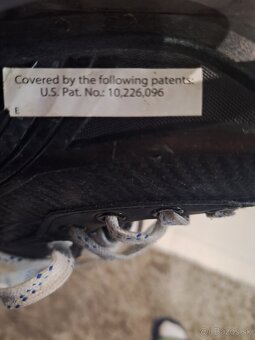 Covered by the following patents:
U.S. Pat. No.: 10,226,096
E